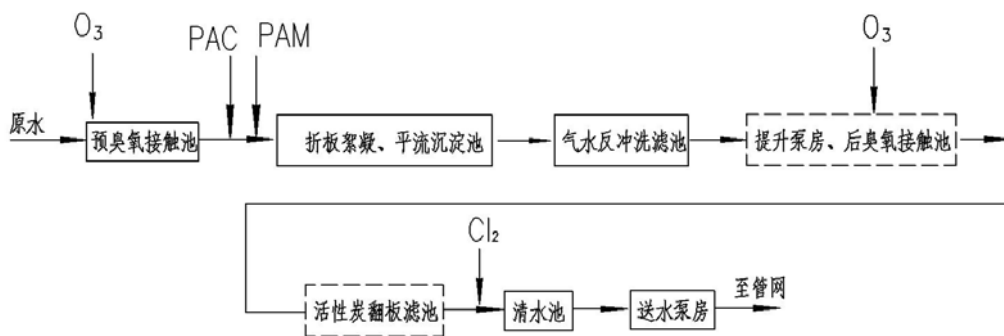 O₃
PAC
PAM
O₃
原水
预臭氧接触池
折板絮凝、平流沉淀池
气水反冲洗滤池
提升泵房、后臭氧接触池
Cl₂
活性炭翻板滤池
清水池
送水泵房
至管网